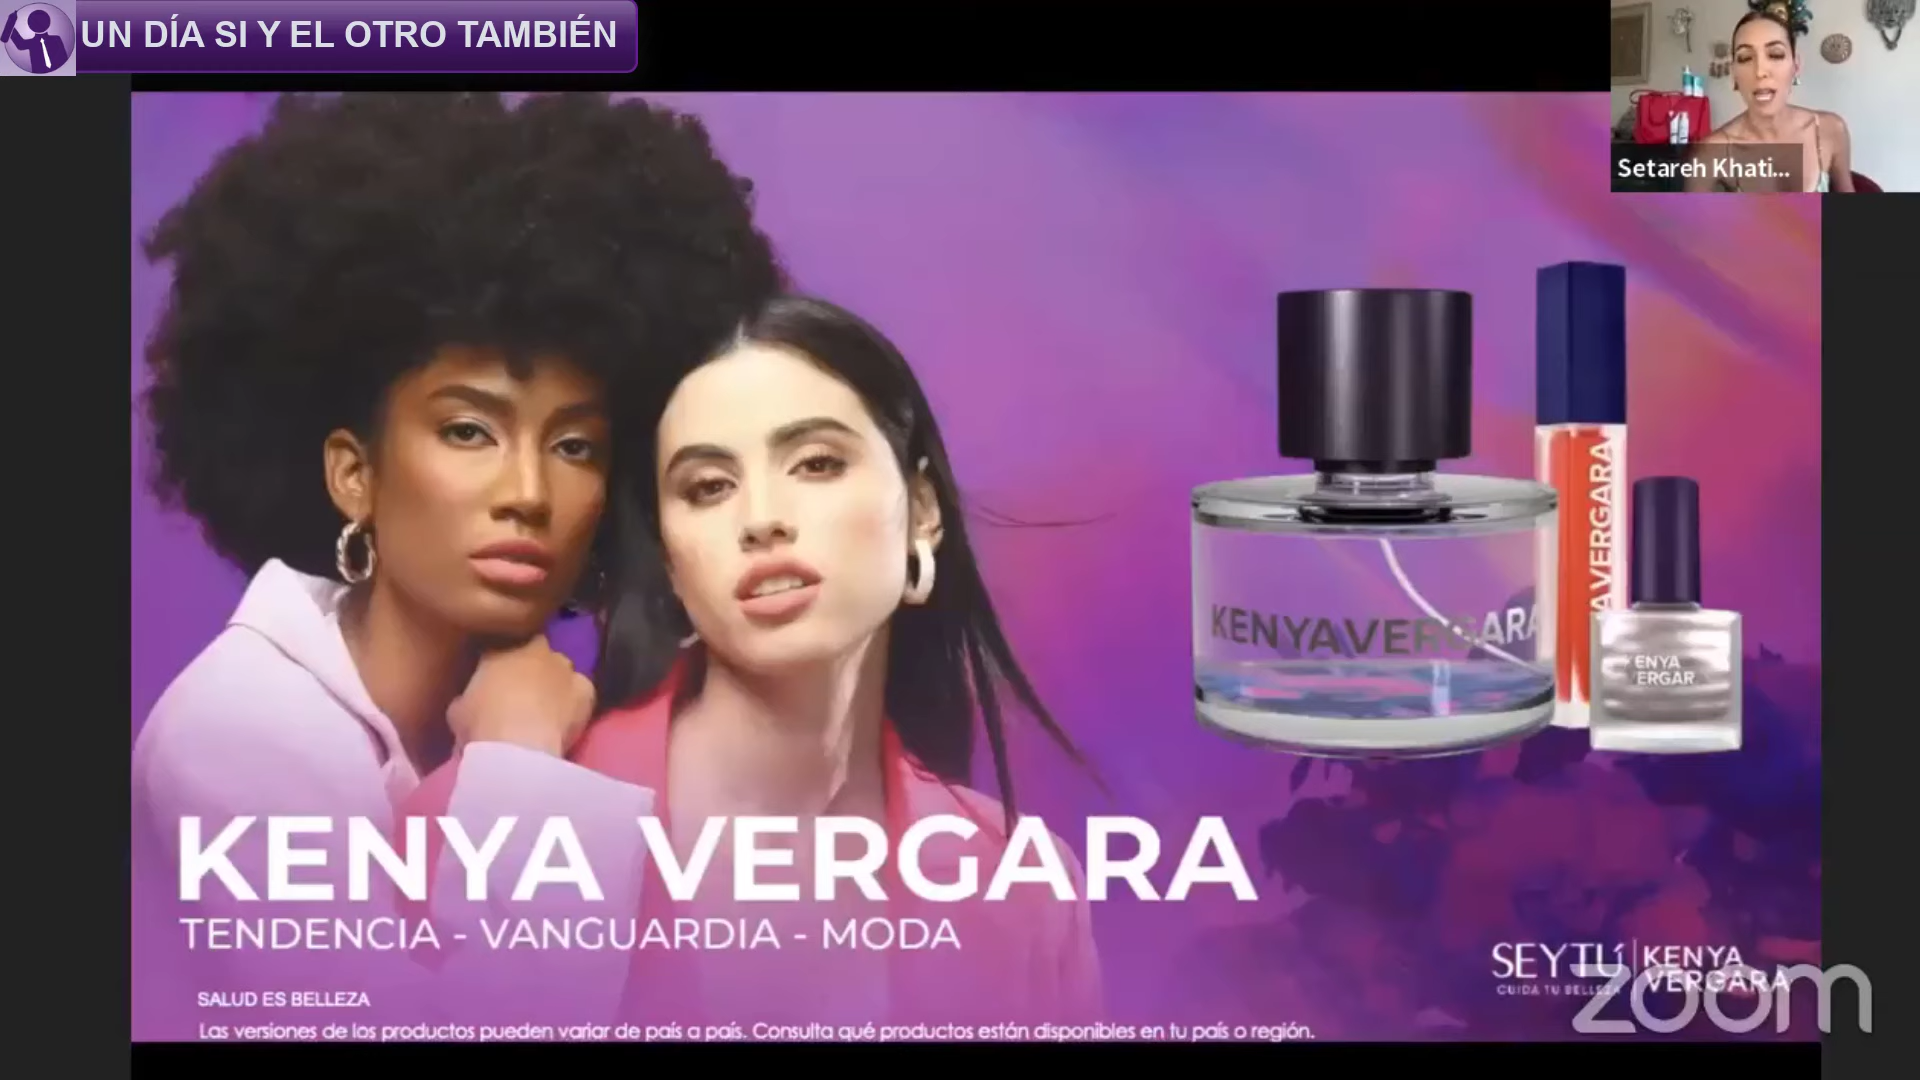 UN DÍA SI Y EL OTRO TAMBIÉN
Setareh Khati...
KENYAVERGARA
AVERGARA
ENYA
ERGAR
KENYA VERGARA
TENDENCIA - VANGUARDIA - MODA
SALUD ES BELLEZA
Las versiones de los productos pueden variar de país a país. Consulta qué productos están disponibles en tu país o región.
SEYTÚ
CUIDA TU BELLEZA
KENYA
VERGARA
zoom